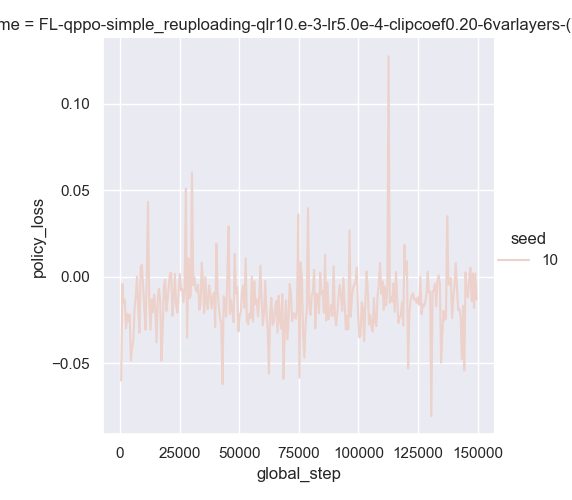 me = FL-qppo-simple_reuploading-qlr10.e-3-lr5.0e-4-clipcoef0.20-6varlayers-(
0.10
0.05
0.00
−0.05
policy_loss
seed
10
0 25000 50000 75000 100000 125000 150000
global_step